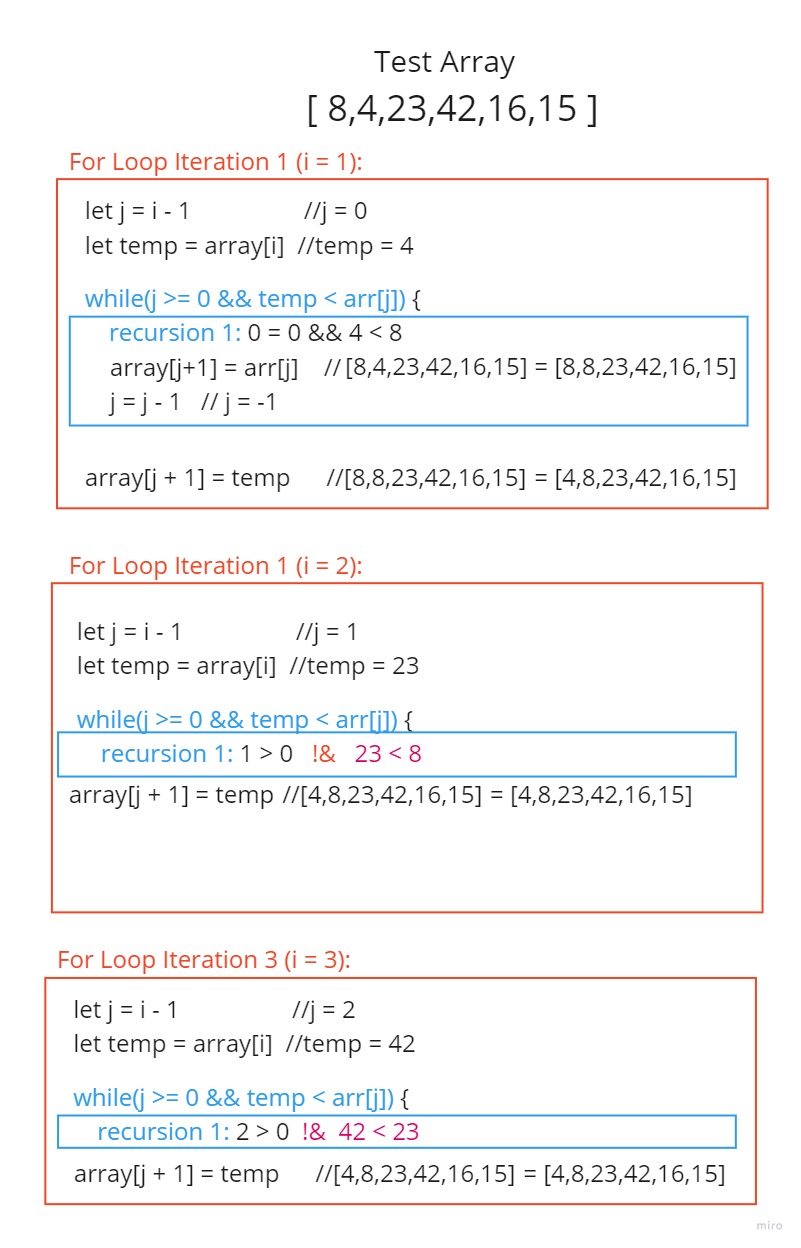 Test Array
[ 8,4,23,42,16,15 ]
For Loop Iteration 1 (i = 1):
let j = i - 1 //j = 0
let temp = array[i] //temp = 4
while(j >= 0 && temp < arr[j]) {
recursion 1: 0 = 0 && 4 < 8
array[j+1] = arr[j] // [8,4,23,42,16,15] = [8,8,23,42,16,15]
j = j - 1 // j = -1
array[j + 1] = temp //[8,8,23,42,16,15] = [4,8,23,42,16,15]
For Loop Iteration 1 (i = 2):
let j = i - 1 //j = 1
let temp = array[i] //temp = 23
while(j >= 0 && temp < arr[j]) {
recursion 1: 1 > 0 !& 23 < 8
array[j + 1] = temp //[4,8,23,42,16,15] = [4,8,23,42,16,15]
For Loop Iteration 3 (i = 3):
let j = i - 1 //j = 2
let temp = array[i] //temp = 42
while(j >= 0 && temp < arr[j]) {
recursion 1: 2 > 0 !& 42 < 23
array[j + 1] = temp //[4,8,23,42,16,15] = [4,8,23,42,16,15]
miro